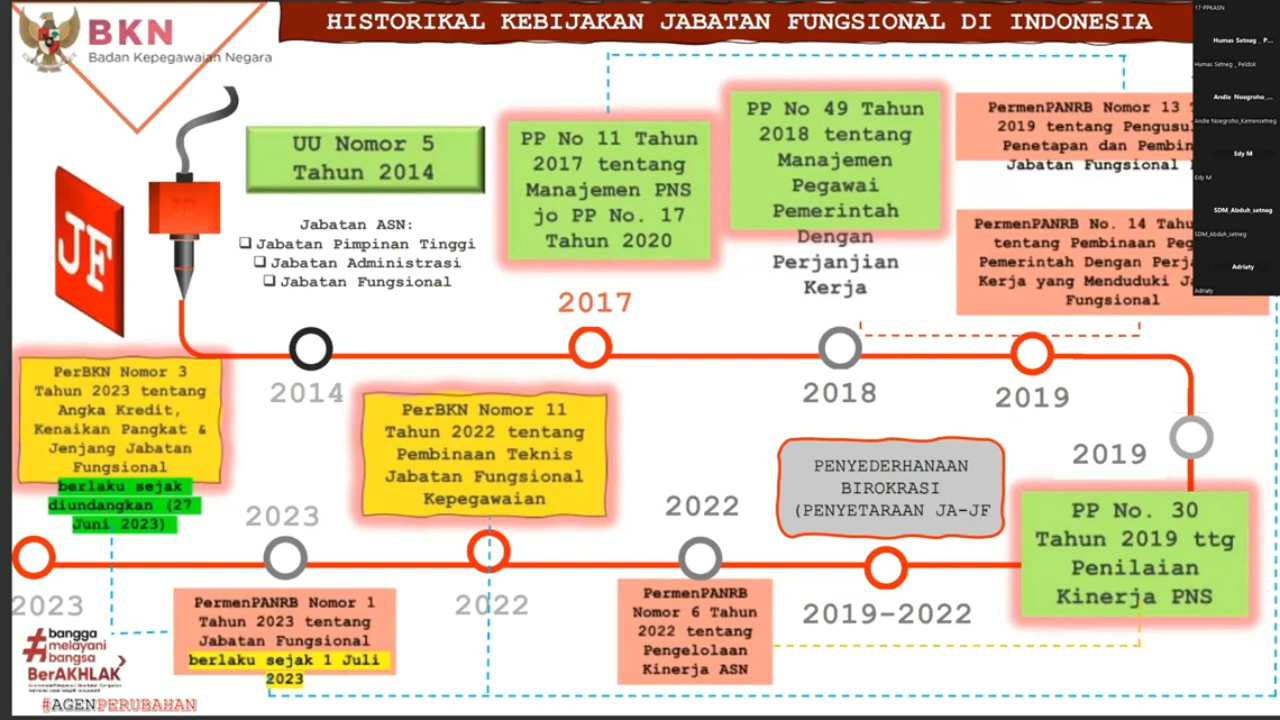 HISTORIKAL KEBIJAKAN JABATAN FUNGSIONAL DI INDONESIA
BKN
Badan Kepegawaian Negara
17-PPKASN
Humas Setneg _ P...
Humas Setneg _ Peldok
Andie Noegroho_...
Andie Noegroho_Kemensetneg
Edy M
Edy M
SDM_Abduh_setneg
SDM_Abduh_setneg
Adriaty
Adriaty
JF
UU Nomor 5
Tahun 2014
Jabatan ASN:
Jabatan Pimpinan Tinggi
Jabatan Administrasi
Jabatan Fungsional
2014
PP No 11 Tahun
2017 tentang
Manajemen PNS
jo PP No. 17
Tahun 2020
2017
PP No 49 Tahun
2018 tentang
Manajemen
Pegawai
Pemerintah
Dengan
Perjanjian
Kerja
2018
PermenPANRB Nomor 13
2019 tentang Pengusu
Penetapan dan Pembin
Jabatan Fungsional
PermenPANRB No. 14 Tahu
tentang Pembinaan Peg
Pemerintah Dengan Perj
Kerja yang Menduduki J
Fungsional
2019
2019
PP No. 30
Tahun 2019 ttg
Penilaian
Kinerja PNS
PENYEDERHANAAN
BIROKRASI
(PENYETARAAN JA-JF
2019-2022
2022
PermenPANRB
Nomor 6 Tahun
2022 tentang
Pengelolaan
Kinerja ASN
PerBKN Nomor 11
Tahun 2022 tentang
Pembinaan Teknis
Jabatan Fungsional
Kepegawaian
2022
2023
PermenPANRB Nomor 1
Tahun 2023 tentang
Jabatan Fungsional
berlaku sejak 1 Juli
2023
PerBKN Nomor 3
Tahun 2023 tentang
Angka Kredit,
Kenaikan Pangkat &
Jenjang Jabatan
Fungsional
berlaku sejak
diundangkan (27
Juni 2023)
2023
#bangga
melayani
bangsa
BerAKHLAK
#AGENPERUBAHAN